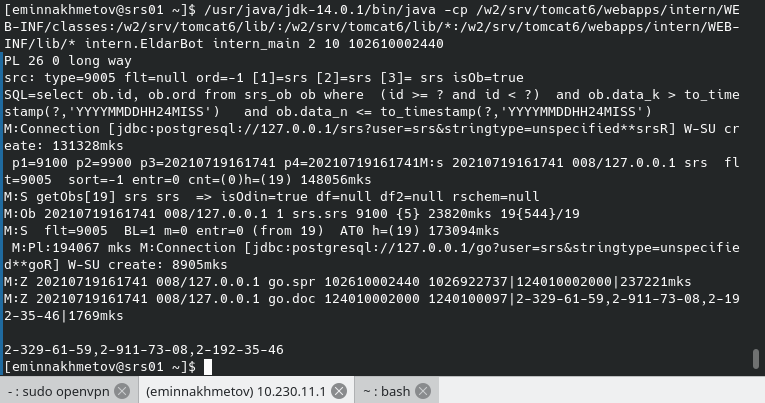 [eminnakhmetov@srs01 ~]$ /usr/java/jdk-14.0.1/bin/java -cp /w2/srv/tomcat6/webapps/intern/WE
B-INF/classes:/w2/srv/tomcat6/lib/:/w2/srv/tomcat6/lib/*:/w2/srv/tomcat6/webapps/intern/WEB-
INF/lib/* intern.EldarBot intern_main 2 10 102610002440
PL 26 0 long way
src: type=9005 flt=null ord=-1 [1]=srs [2]=srs [3]= srs isOb=true
SQL=select ob.id, ob.ord from srs_ob ob where  (id >= ? and id < ?)  and ob.data_k > to_time
stamp(?,'YYYYMMDDHH24MISS')   and ob.data_n <= to_timestamp(?,'YYYYMMDDHH24MISS')
M:Connection [jdbc:postgresql://127.0.0.1/srs?user=srs&stringtype=unspecified**srsR] W-SU cr
eate: 131328mks
 p1=9100 p2=9900 p3=20210719161741 p4=20210719161741M:s 20210719161741 008/127.0.0.1 srs  fl
t=9005  sort=-1 entr=0 cnt=(0)h=(19) 148056mks
M:S getObs[19] srs srs  => isOdin=true df=null df2=null rschem=null
M:Ob 20210719161741 008/127.0.0.1 1 srs.srs 9100 {5} 23820mks 19{544}/19
M:S  flt=9005  BL=1 m=0 entr=0 (from 19)  AT0 h=(19) 173094mks
 M:Pl:194067 mks M:Connection [jdbc:postgresql://127.0.0.1/go?user=srs&stringtype=unspecifie
d**goR] W-SU create: 8905mks
M:Z 20210719161741 008/127.0.0.1 go.spr 102610002440 1026922737|124010002000|237221mks
M:Z 20210719161741 008/127.0.0.1 go.doc 124010002000 1240100097|2-329-61-59,2-911-73-08,2-19
2-35-46|1769mks
2-329-61-59,2-911-73-08,2-192-35-46
[eminnakhmetov@srs01 ~]$
- : sudo openvpn (eminnakhmetov) 10.230.11.1 ~ : bash